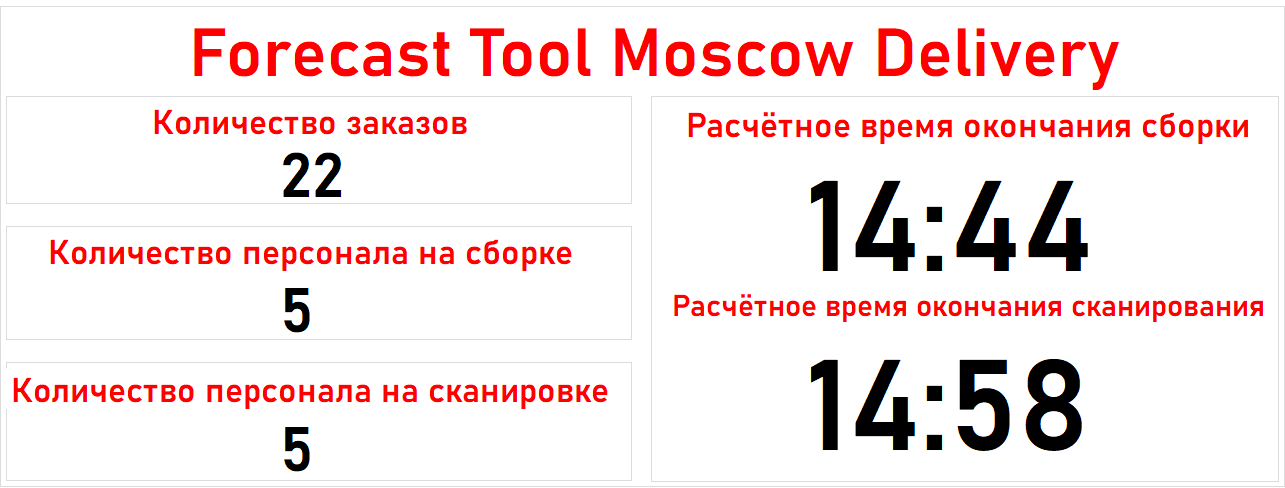 Forecast Tool Moscow Delivery
Количество заказов
22
Количество персонала на сборке
5
Количество персонала на сканировке
5
Расчётное время окончания сборки
14:44
Расчётное время окончания сканирования
14:58